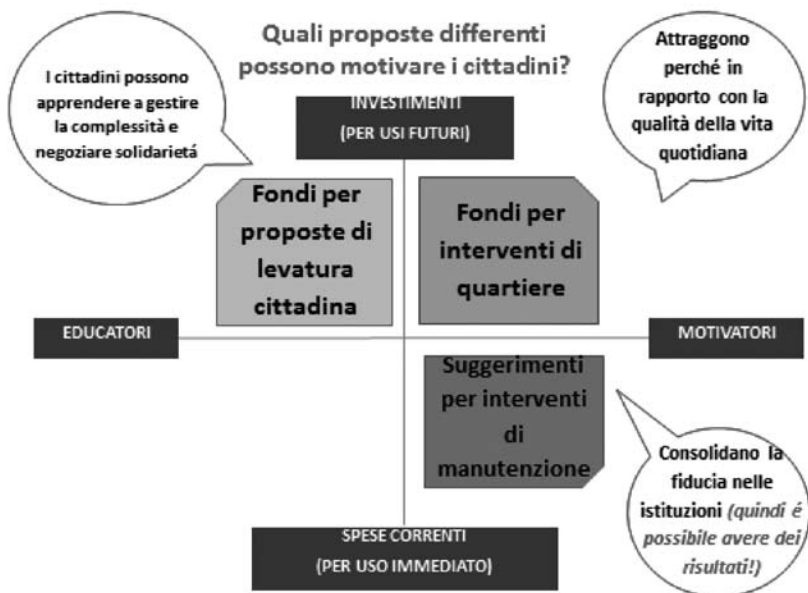 Quali proposte differenti
possono motivare i cittadini?
I cittadini possono
apprendere a gestire
la complessità e
negoziare solidarietá
Attraggono
perché in
rapporto con la
qualità della vita
quotidiana
INVESTIMENTI
(PER USI FUTURI)
Fondi per
proposte di
levatura
cittadina
Fondi per
interventi di
quartiere
EDUCATORI
MOTIVATORI
Suggerimenti
per interventi
di
manutenzione
Consolidano la
fiducia nelle
istituzioni (quindi é
possibile avere dei
risultati!)
SPESE CORRENTI
(PER USO IMMEDIATO)